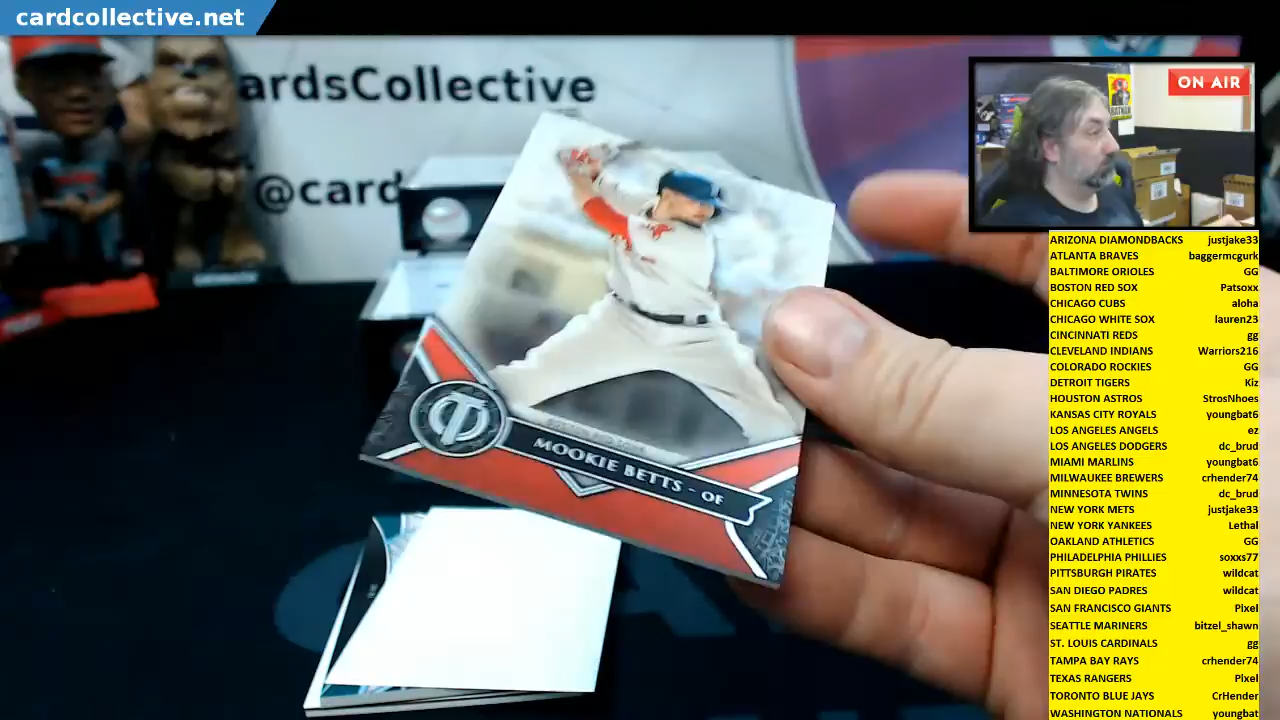 cardcollective.net
ardsCollective
@card
ON AIR
MOOKIE BETTS - OF
ARIZONA DIAMONDBACKS justjake33
ATLANTA BRAVES baggermcgurk
BALTIMORE ORIOLES GG
BOSTON RED SOX Patsoxx
CHICAGO CUBS aloha
CHICAGO WHITE SOX lauren23
CINCINNATI REDS gg
CLEVELAND INDIANS Warriors216
COLORADO ROCKIES GG
DETROIT TIGERS Kiz
HOUSTON ASTROS StrosNhoes
KANSAS CITY ROYALS youngbat6
LOS ANGELES ANGELS ez
LOS ANGELES DODGERS dc_brud
MIAMI MARLINS youngbat6
MILWAUKEE BREWERS crhender74
MINNESOTA TWINS dc_brud
NEW YORK METS justjake33
NEW YORK YANKEES Lethal
OAKLAND ATHLETICS GG
PHILADELPHIA PHILLIES soxxs77
PITTSBURGH PIRATES wildcat
SAN DIEGO PADRES wildcat
SAN FRANCISCO GIANTS Pixel
SEATTLE MARINERS bitzel_shawn
ST. LOUIS CARDINALS gg
TAMPA BAY RAYS crhender74
TEXAS RANGERS Pixel
TORONTO BLUE JAYS CrHender
WASHINGTON NATIONALS youngbat